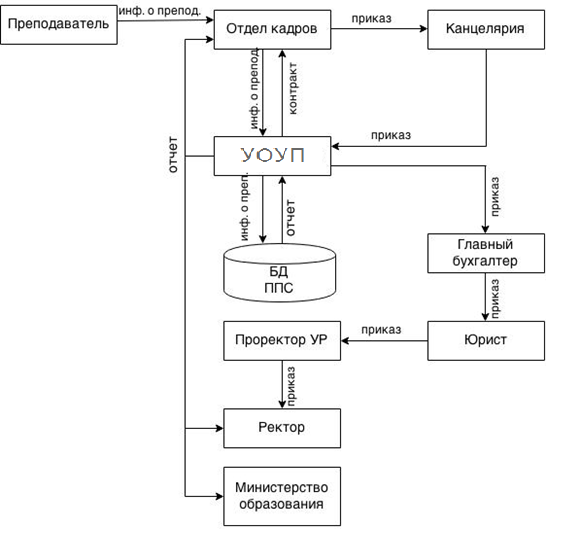 инф. о препод.
Преподаватель
Отдел кадров
приказ
Канцелярия
инф. о препод.
контракт
приказ
отчет
УОУП
приказ
инф. о преп.
отчет
Главный
бухгалтер
БД
ППС
приказ
Проректор УР
приказ
Юрист
приказ
Ректор
Министерство
образования